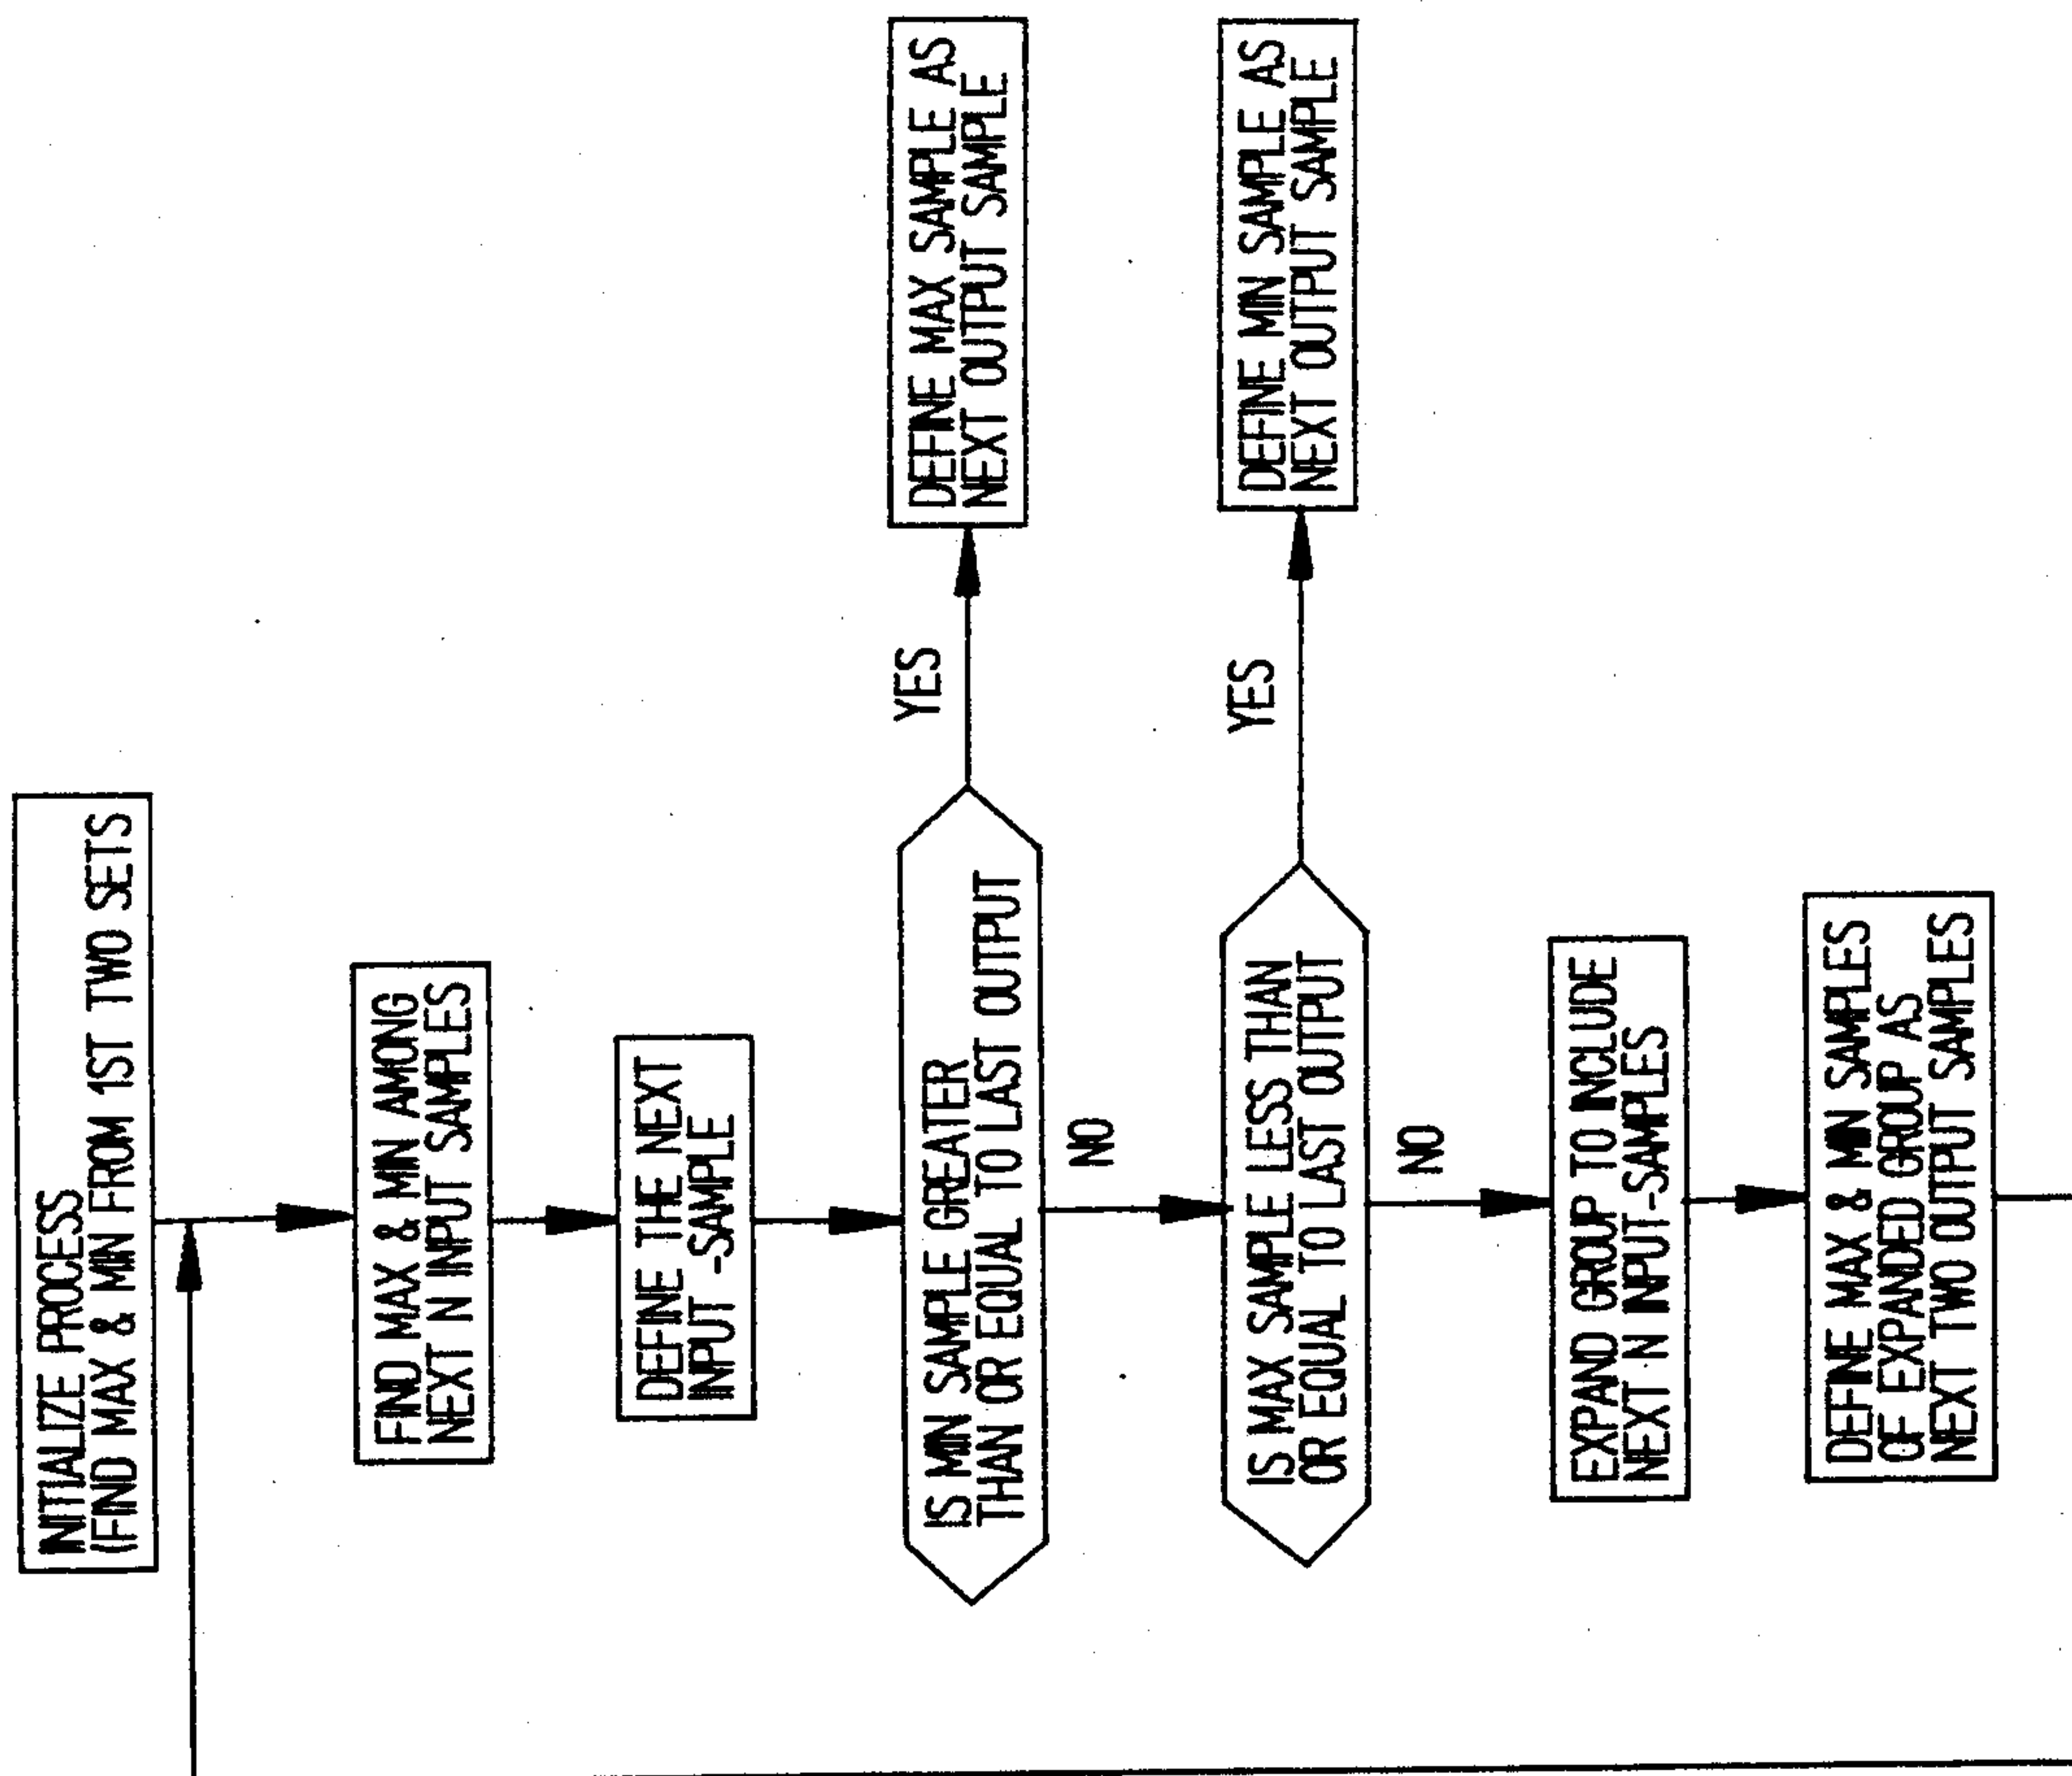 INITIALIZE PROCESS
(FIND MAX & MIN FROM 1ST TWO SETS
FIND MAX & MIN AMONG
NEXT N INPUT SAMPLES
DEFINE THE NEXT
INPUT -SAMPLE
IS MIN SAMPLE GREATER
THAN OR EQUAL TO LAST OUTPUT
YES
DEFINE MAX SAMPLE AS
NEXT OUTPUT SAMPLE
NO
IS MAX SAMPLE LESS THAN
OR EQUAL TO LAST OUTPUT
YES
DEFINE MIN SAMPLE AS
NEXT OUTPUT SAMPLE
NO
EXPAND GROUP TO INCLUDE
NEXT N INPUT-SAMPLES
DEFINE MAX & MIN SAMPLES
OF EXPANDED GROUP AS
NEXT TWO OUTPUT SAMPLES